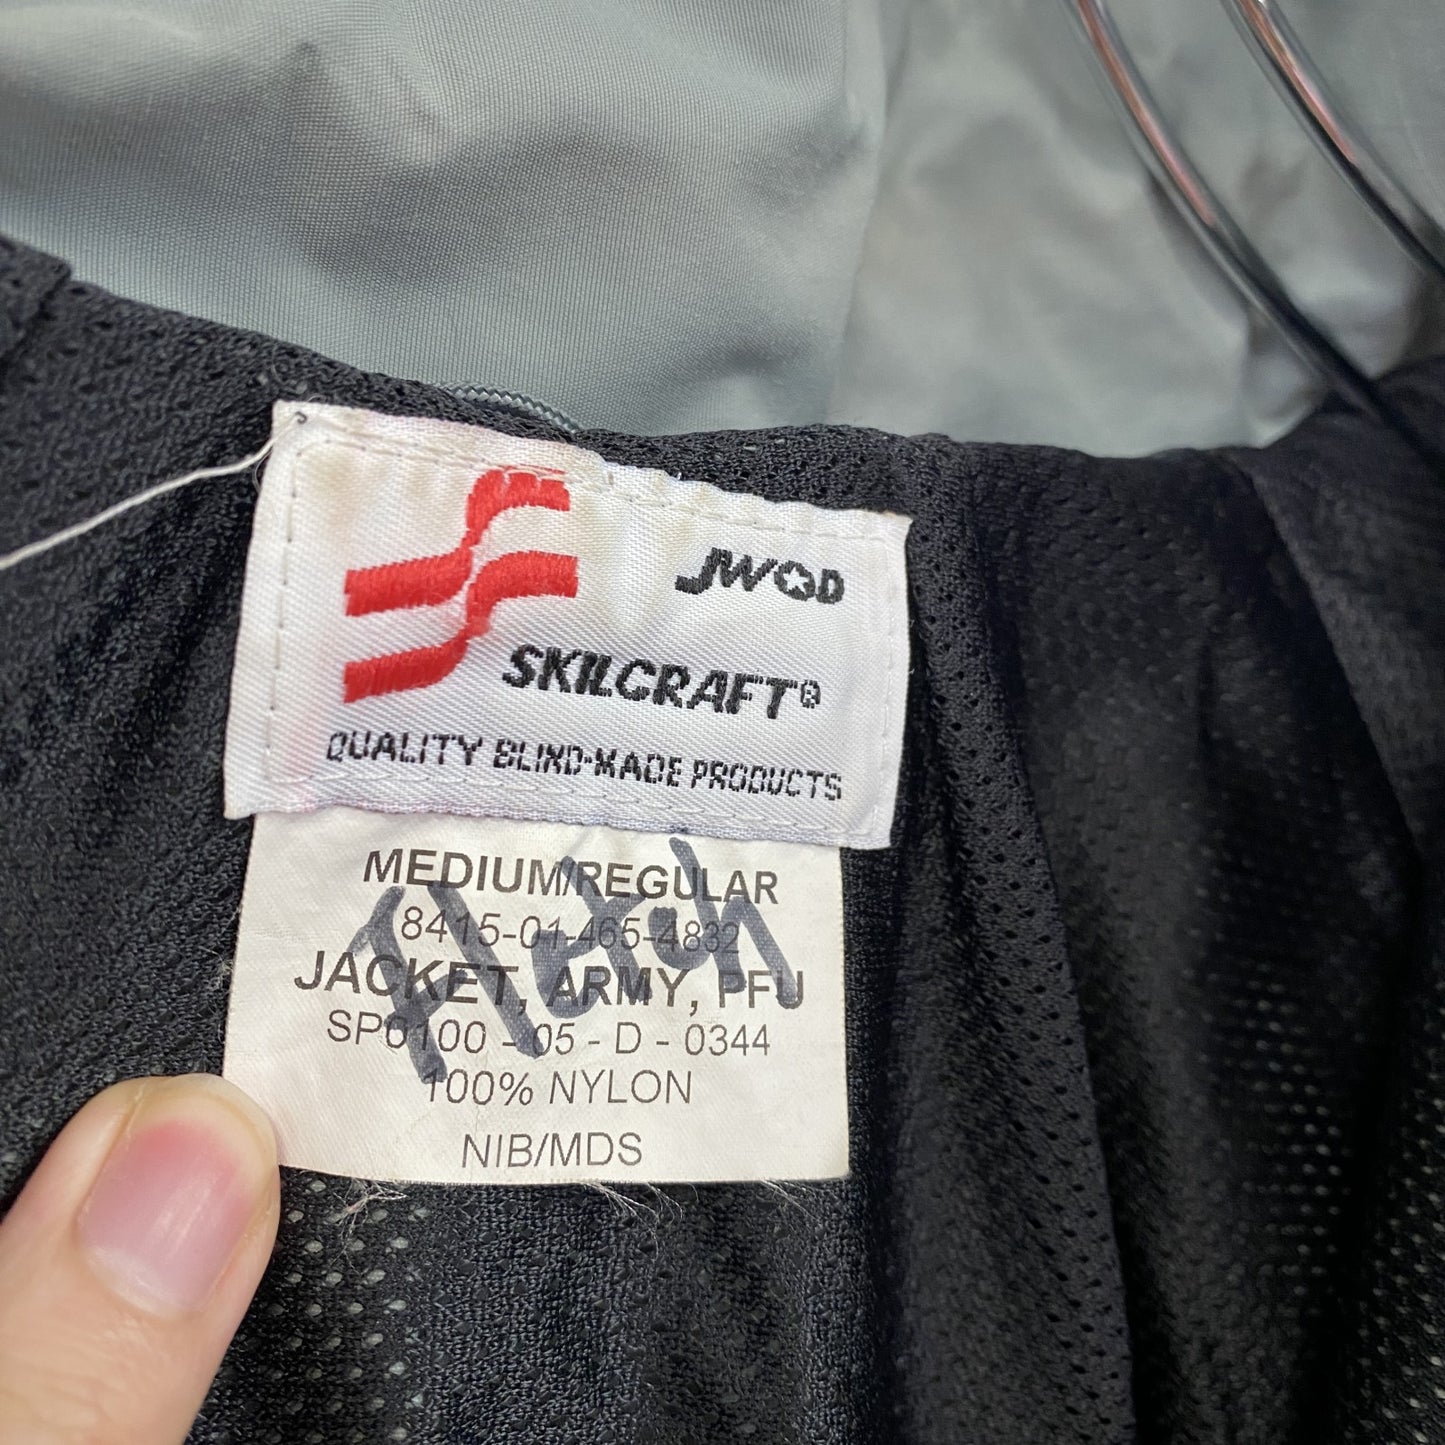 JWOD
SKILCRAFT®
QUALITY BLIND-MADE PRODUCTS
MEDIUM/REGULAR
8415-01-465-4832
JACKET, ARMY, PFU
SP0100 - 05 - D - 0344
100% NYLON
NIB/MDS